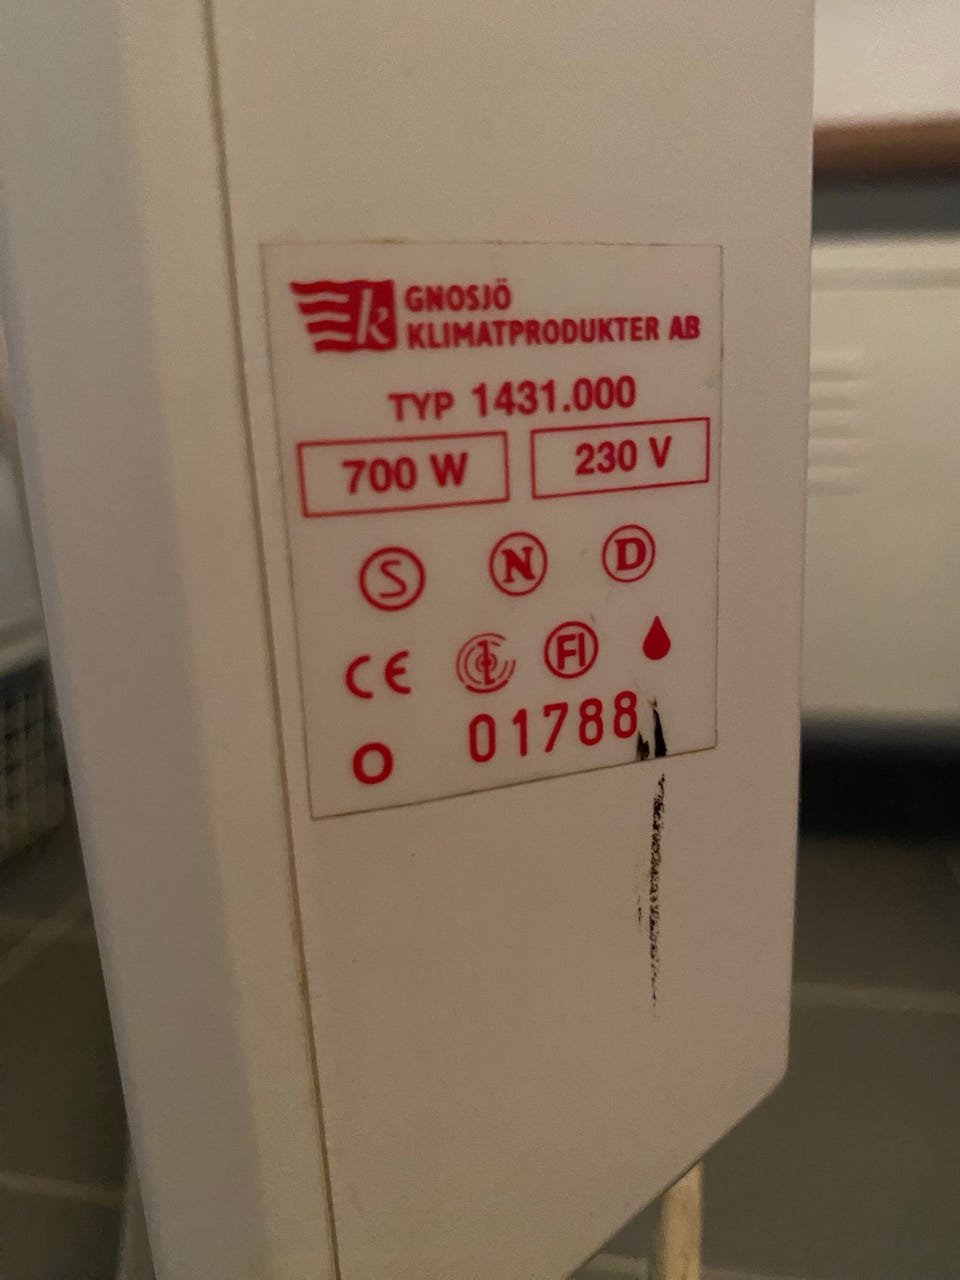 k GNOSJÖ
KLIMATPRODUKTER AB
TYP 1431.000
700 W 230 V
S N D
CE FI
O 01788